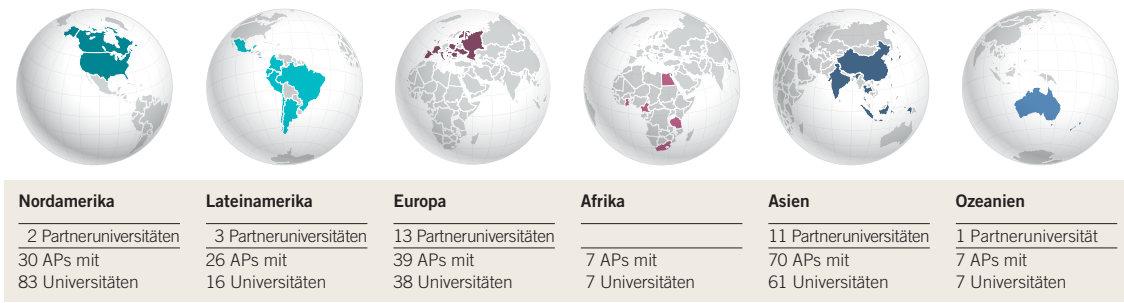 Nordamerika
2 Partneruniversitäten
30 APs mit
83 Universitäten
Lateinamerika
3 Partneruniversitäten
26 APs mit
16 Universitäten
Europa
13 Partneruniversitäten
39 APs mit
38 Universitäten
Afrika
7 APs mit
7 Universitäten
Asien
11 Partneruniversitäten
70 APs mit
61 Universitäten
Ozeanien
1 Partneruniversität
7 APs mit
7 Universitäten